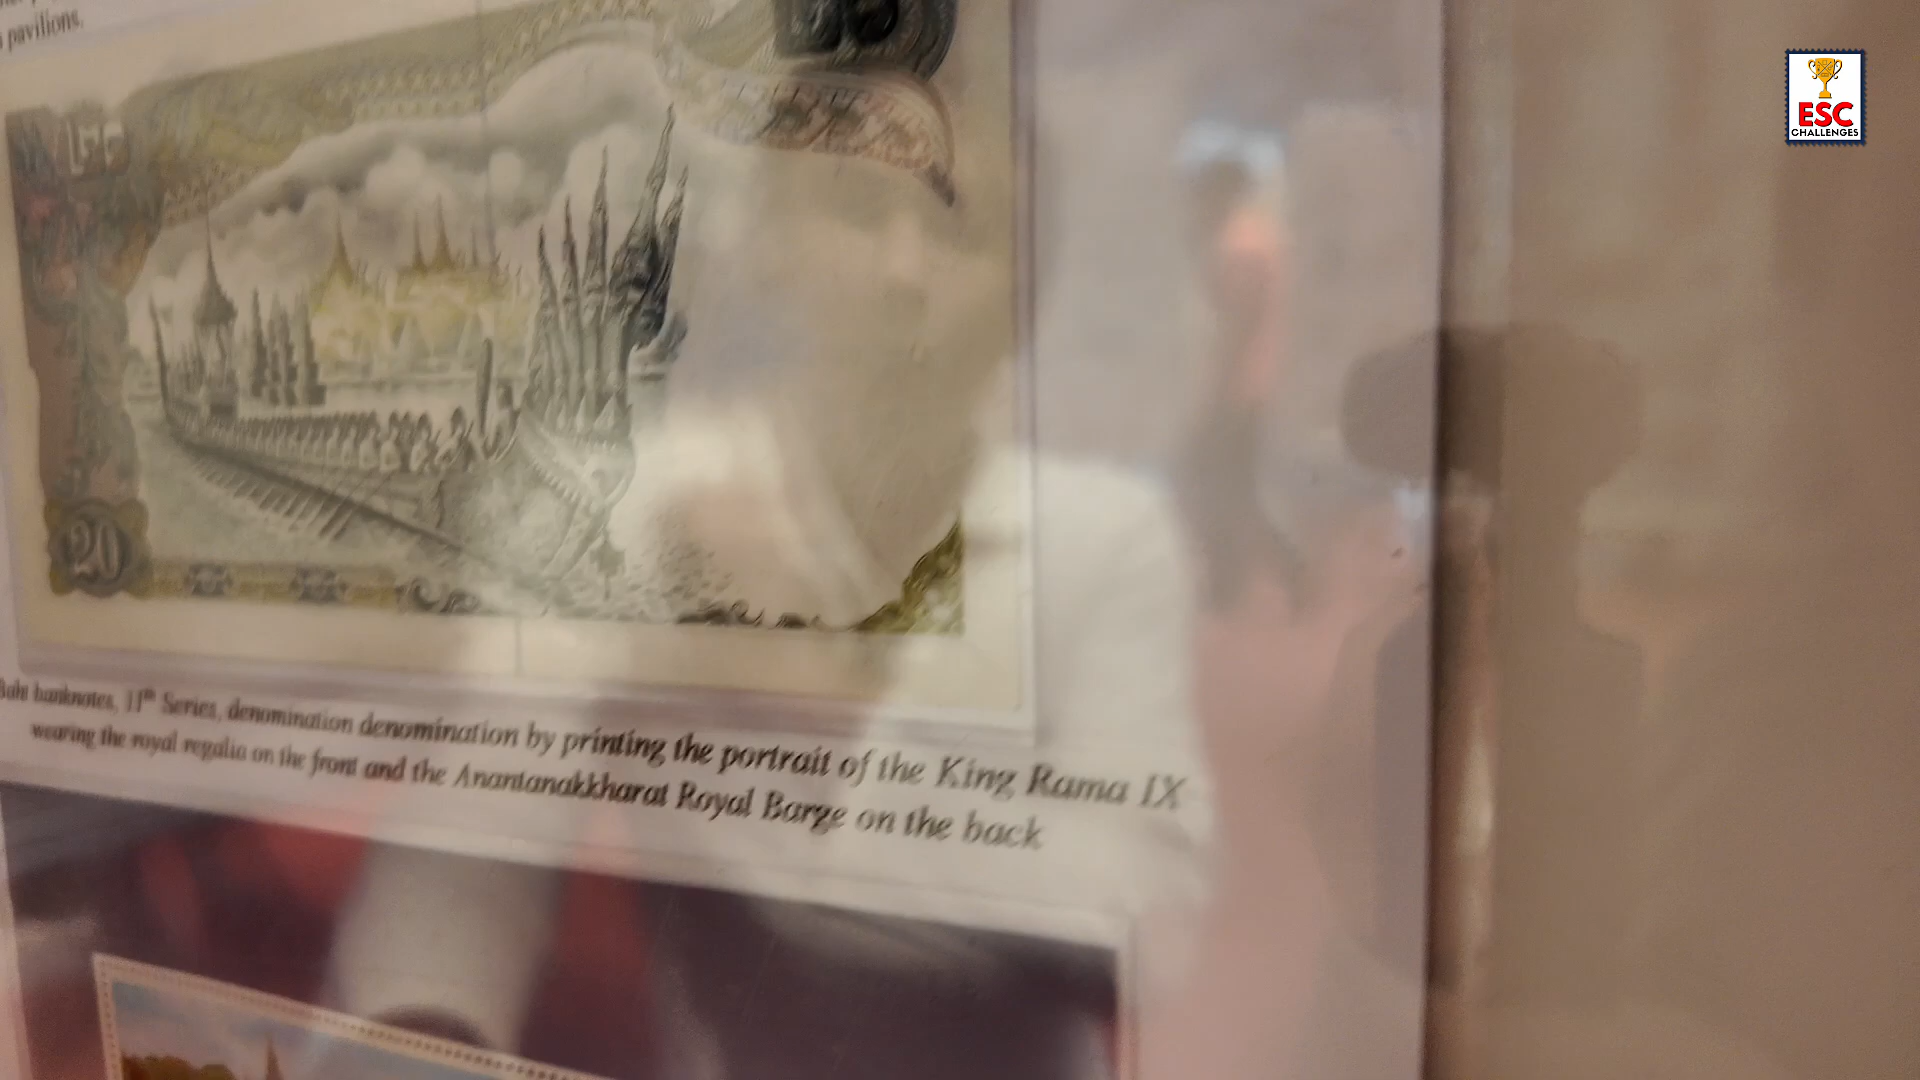 pavilions.
20
ESC
CHALLENGES
Baht banknotes, 11th Series, denomination denomination by printing the portrait of the King Rama IX
wearing the royal regalia on the front and the Anantanakkharat Royal Barge on the back